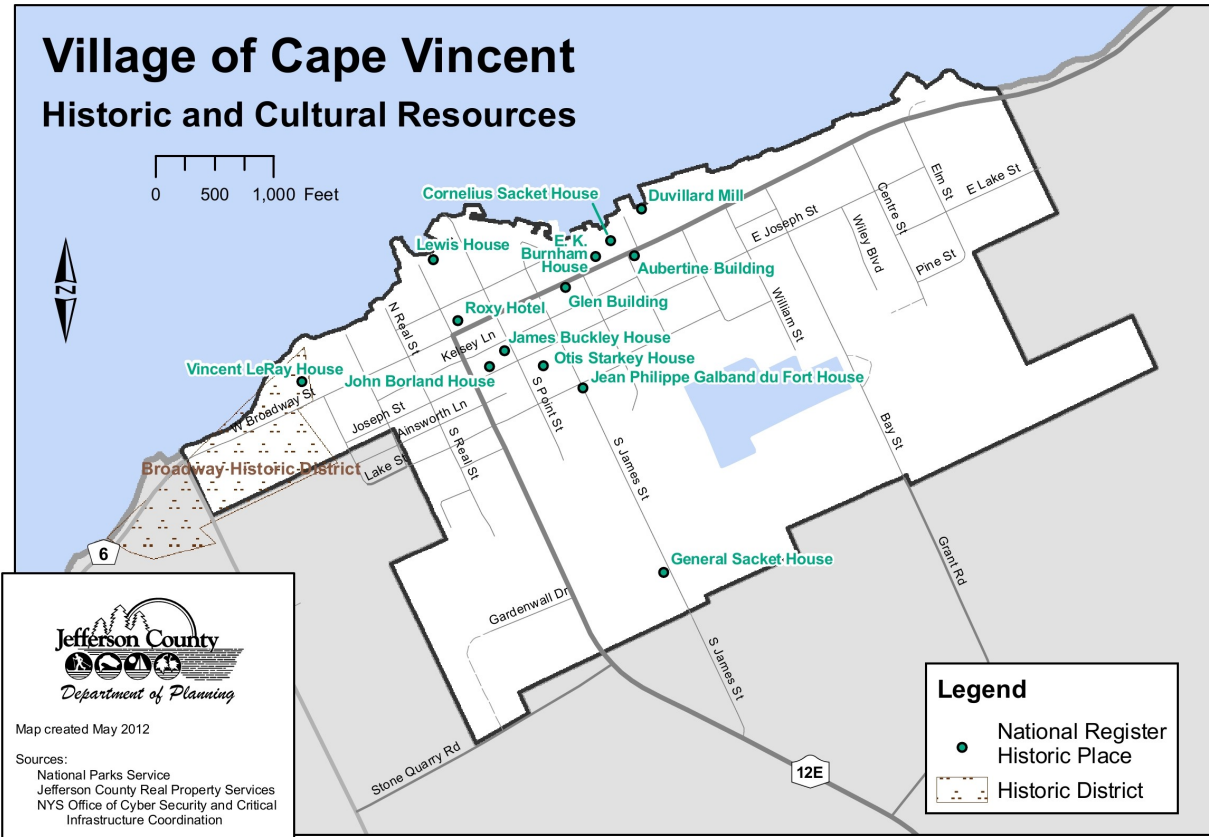 Village of Cape Vincent
Historic and Cultural Resources
0 500 1,000 Feet
N
Cornelius Sacket House
Duvillard Mill
Lewis House
E. K.
Burnham
House
Aubertine Building
Glen Building
Roxy Hotel
James Buckley House
Otis Starkey House
Vincent LeRay House
John Borland House
Jean Philippe Galband du Fort House
General Sacket House
Broadway Historic District
Elm St
E Lake St
Centre St
E Joseph St
Wiley Blvd
Pine St
William St
N Real St
Kelsey Ln
W Broadway St
Joseph St
Ainsworth Ln
Lake St
S Real St
S Point St
S James St
Bay St
Grant Rd
Gardenwall Dr
S James St
Stone Quarry Rd
6
12E
Jefferson County
Department of Planning
Map created May 2012
Sources:
National Parks Service
Jefferson County Real Property Services
NYS Office of Cyber Security and Critical
Infrastructure Coordination
Legend
National Register
Historic Place
Historic District